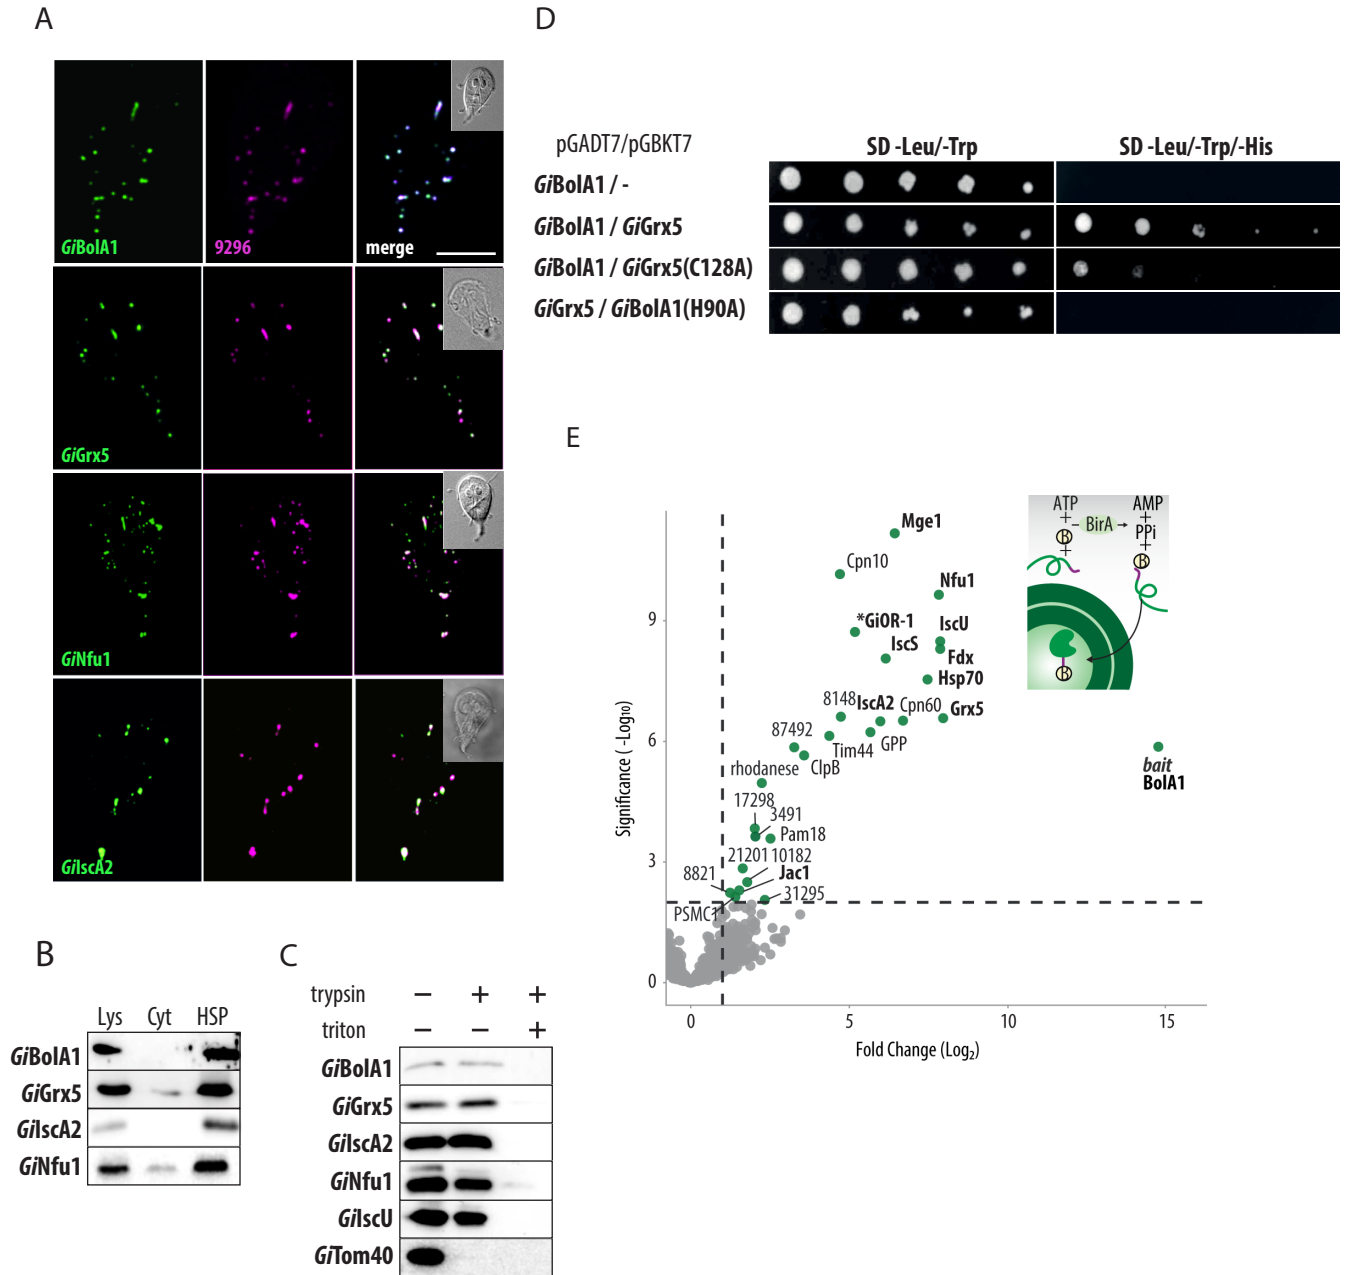 A
GiBolA1
9296
merge
GiGrx5
GiNfu1
GiIscA2
B
Lys Cyt HSP
GiBolA1
GiGrx5
GiIscA2
GiNfu1
C
trypsin – + +
triton – – +
GiBolA1
GiGrx5
GiIscA2
GiNfu1
GiIscU
GiTom40
D
pGADT7/pGBKT7
SD -Leu/-Trp
SD -Leu/-Trp/-His
GiBolA1 / -
GiBolA1 / GiGrx5
GiBolA1 / GiGrx5(C128A)
GiGrx5 / GiBolA1(H90A)
E
Significance ( -Log₁₀)
9
6
3
0
0 5 10 15
Fold Change (Log₂)
Mge1
Cpn10
Nfu1
*GiOR-1
IscU
IscS
Fdx
Hsp70
8148
IscA2
Cpn60
Grx5
87492
Tim44
GPP
ClpB
rhodanese
bait
BolA1
17298
3491
Pam18
21201
10182
8821
Jac1
31295
PSMC1
ATP
+
B
+
BirA
AMP
+
PPi
+
B
B